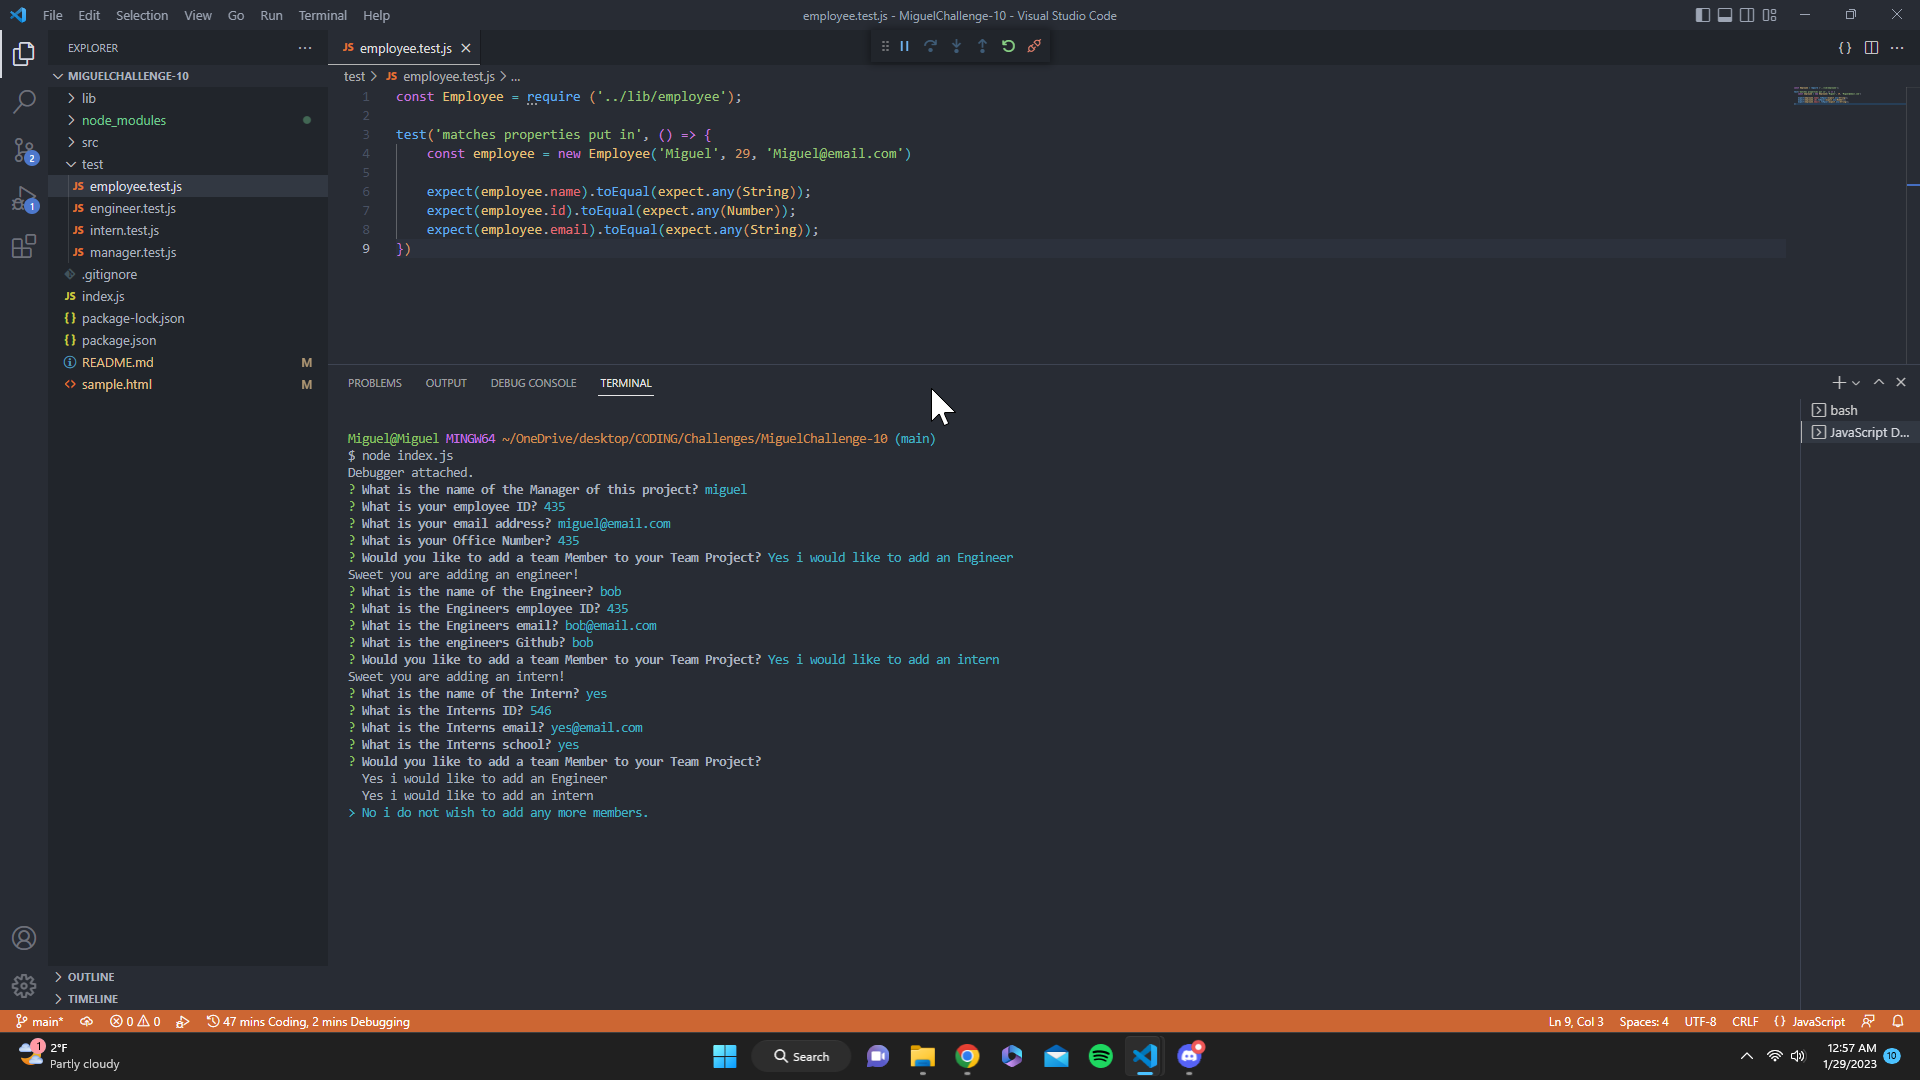 File Edit Selection View Go Run Terminal Help
employee.test.js - MiguelChallenge-10 - Visual Studio Code
EXPLORER
MIGUELCHALLENGE-10
lib
node_modules
src
test
JS employee.test.js
JS engineer.test.js
JS intern.test.js
JS manager.test.js
.gitignore
JS index.js
{} package-lock.json
{} package.json
README.md M
sample.html M
OUTLINE
TIMELINE
2
1
JS employee.test.js
test > JS employee.test.js > ...
1 const Employee = require ('../lib/employee');
2
3 test('matches properties put in', () => {
4 const employee = new Employee('Miguel', 29, 'Miguel@email.com')
5
6 expect(employee.name).toEqual(expect.any(String));
7 expect(employee.id).toEqual(expect.any(Number));
8 expect(employee.email).toEqual(expect.any(String));
9 })
PROBLEMS OUTPUT DEBUG CONSOLE TERMINAL
bash
JavaScript D...
Miguel@Miguel MINGW64 ~/OneDrive/desktop/CODING/Challenges/MiguelChallenge-10 (main)
$ node index.js
Debugger attached.
? What is the name of the Manager of this project? miguel
? What is your employee ID? 435
? What is your email address? miguel@email.com
? What is your Office Number? 435
? Would you like to add a team Member to your Team Project? Yes i would like to add an Engineer
Sweet you are adding an engineer!
? What is the name of the Engineer? bob
? What is the Engineers employee ID? 435
? What is the Engineers email? bob@email.com
? What is the engineers Github? bob
? Would you like to add a team Member to your Team Project? Yes i would like to add an intern
Sweet you are adding an intern!
? What is the name of the Intern? yes
? What is the Interns ID? 546
? What is the Interns email? yes@email.com
? What is the Interns school? yes
? Would you like to add a team Member to your Team Project?
Yes i would like to add an Engineer
Yes i would like to add an intern
> No i do not wish to add any more members.
main* 0 0 47 mins Coding, 2 mins Debugging
Ln 9, Col 3 Spaces: 4 UTF-8 CRLF {} JavaScript
1
2°F
Partly cloudy
Search
12:57 AM
1/29/2023
10